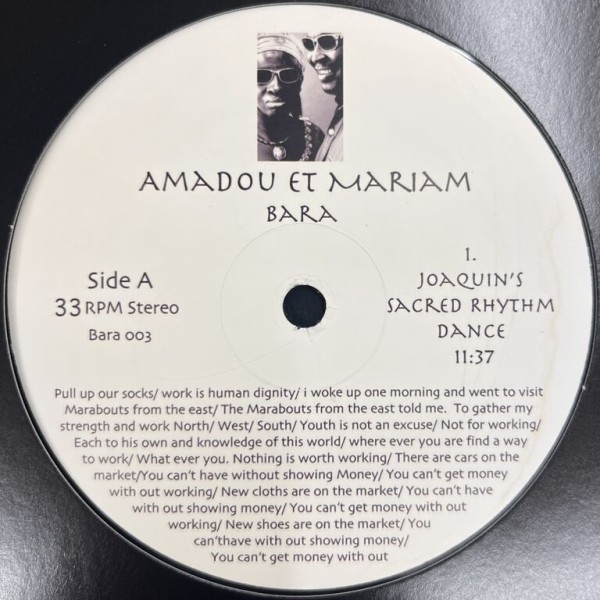 AMADOU ET MARIAM
BARA
Side A
33 RPM Stereo
Bara 003
1.
JOAQUIN'S
SACRED RHYTHM
DANCE
11:37
Pull up our socks/ work is human dignity/ i woke up one morning and went to visit
Marabouts from the east/ The Marabouts from the east told me. To gather my
strength and work North/ West/ South/ Youth is not an excuse/ Not for working/
Each to his own and knowledge of this world/ where ever you are find a way
to work/ What ever you. Nothing is worth working/ There are cars on the
market/You can't have without showing Money/ You can't get money
with out working/ New cloths are on the market/ You can't have
with out showing money/ You can't get money with out
working/ New shoes are on the market/ You
can'thave with out showing money/
You can't get money with out